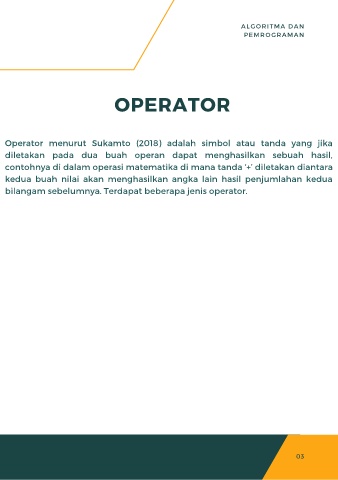 ALGORITMA DAN
PEMROGRAMAN
OPERATOR
Operator menurut Sukamto (2018) adalah simbol atau tanda yang jika
diletakan pada dua buah operan dapat menghasilkan sebuah hasil,
contohnya di dalam operasi matematika di mana tanda '+' diletakan diantara
kedua buah nilai akan menghasilkan angka lain hasil penjumlahan kedua
bilangam sebelumnya. Terdapat beberapa jenis operator.
03